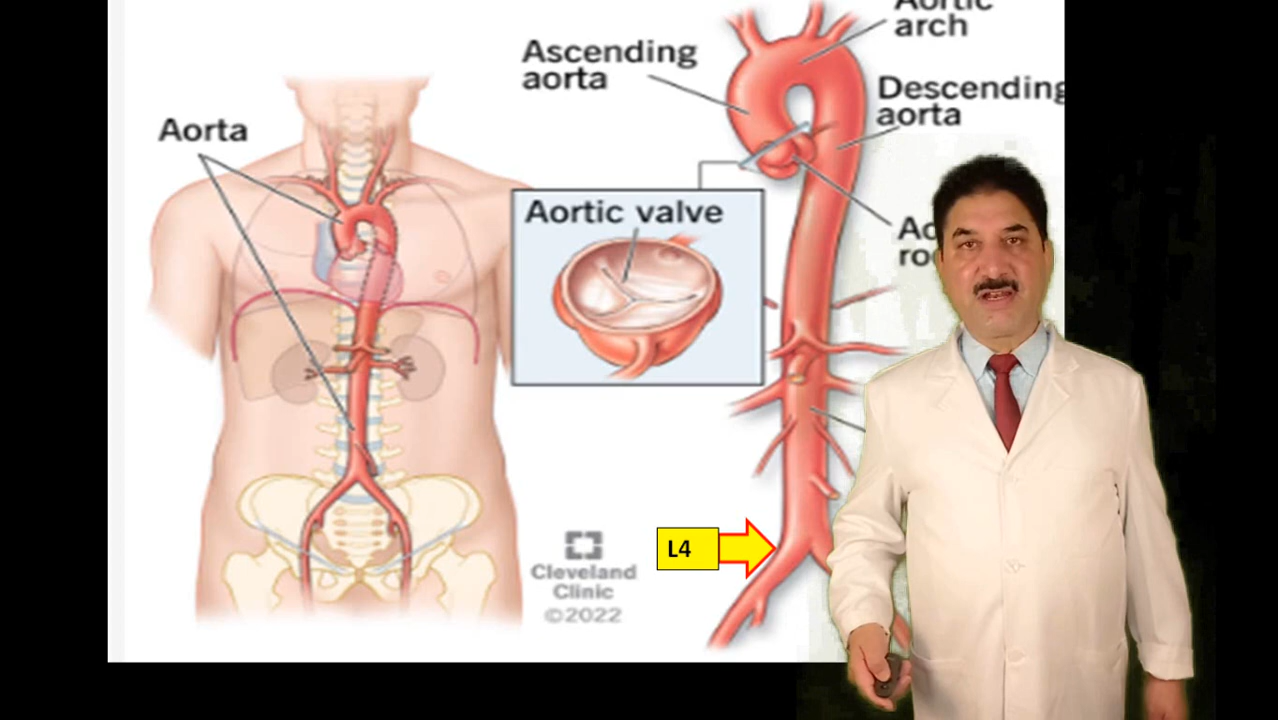 Aorta
Ascending
aorta
Aortic
arch
Descending
aorta
Aortic valve
L4
Cleveland
Clinic
©2022